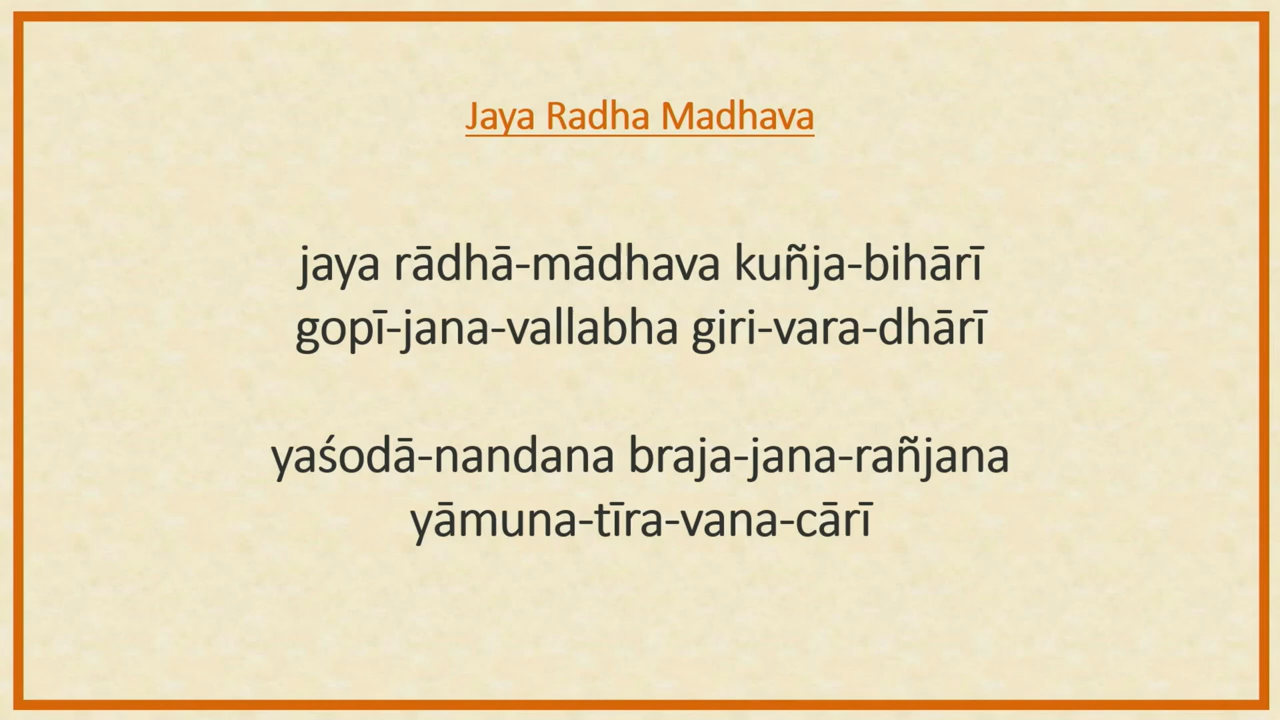 Jaya Radha Madhava
jaya rādhā-mādhava kuñja-bihārī
gopī-jana-vallabha giri-vara-dhārī
yaśodā-nandana braja-jana-rañjana
yāmuna-tīra-vana-cārī